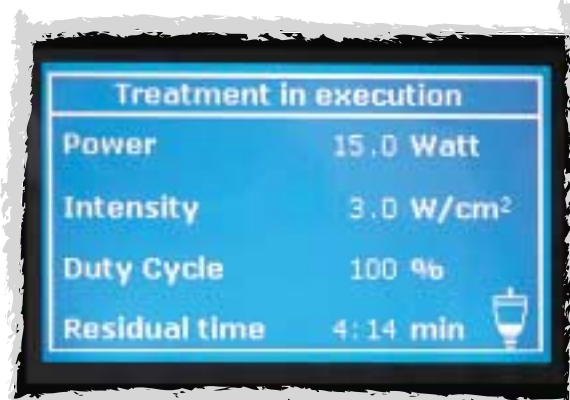 Treatment in execution
Power 15.0 Watt
Intensity 3.0 W/cm²
Duty Cycle 100 %
Residual time 4:14 min